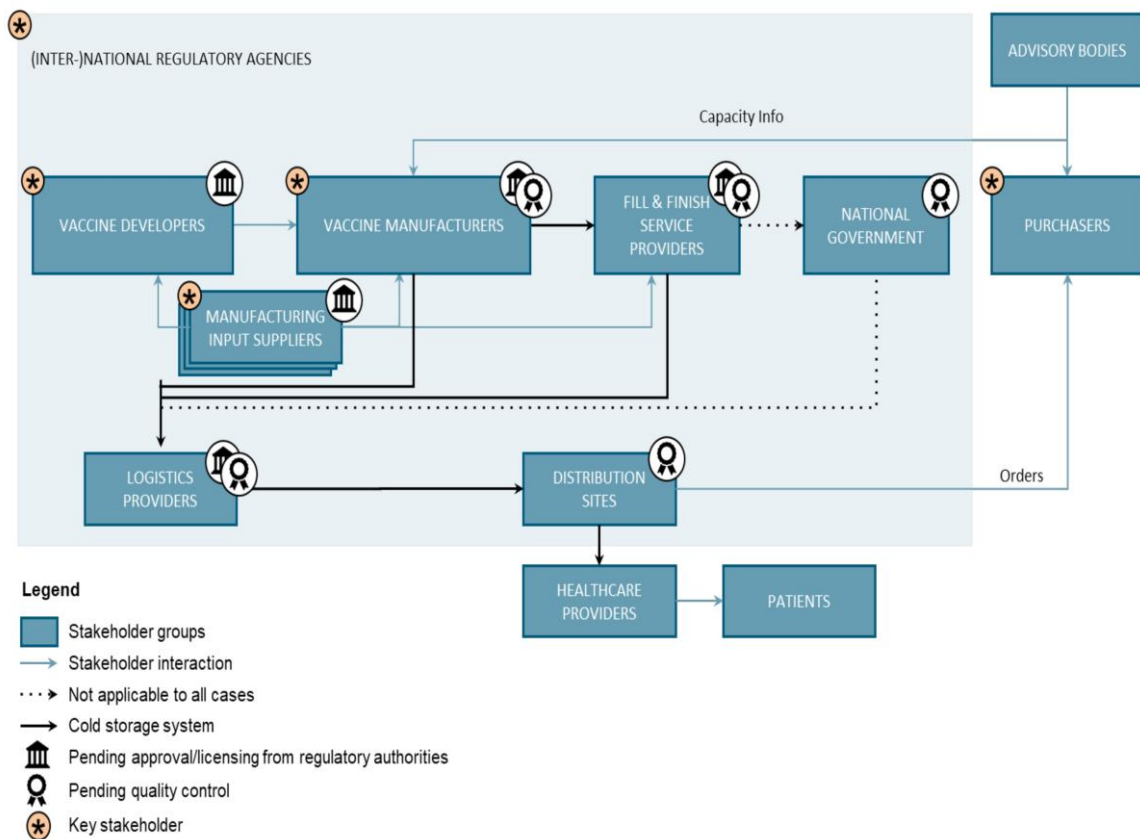 (INTER-)NATIONAL REGULATORY AGENCIES
ADVISORY BODIES
Capacity Info
VACCINE DEVELOPERS
VACCINE MANUFACTURERS
FILL & FINISH
SERVICE
PROVIDERS
NATIONAL
GOVERNMENT
PURCHASERS
MANUFACTURING
INPUT SUPPLIERS
LOGISTICS
PROVIDERS
DISTRIBUTION
SITES
Orders
HEALTHCARE
PROVIDERS
PATIENTS
Legend
Stakeholder groups
Stakeholder interaction
Not applicable to all cases
Cold storage system
Pending approval/licensing from regulatory authorities
Pending quality control
Key stakeholder